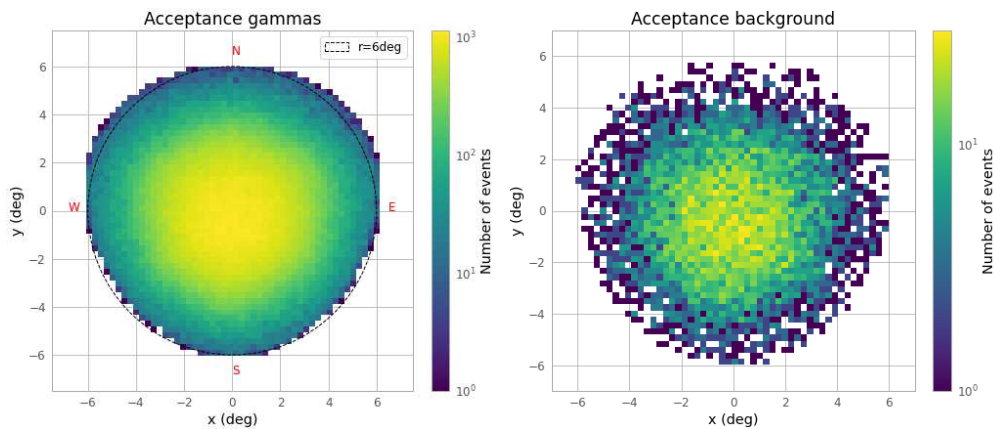 Acceptance gammas
N
r=6deg
W
E
S
6
4
2
0
−2
−4
−6
−6
−4
−2
0
2
4
6
y (deg)
x (deg)
10³
10²
10¹
10⁰
Number of events
Acceptance background
6
4
2
0
−2
−4
−6
−6
−4
−2
0
2
4
6
y (deg)
x (deg)
10¹
10⁰
Number of events